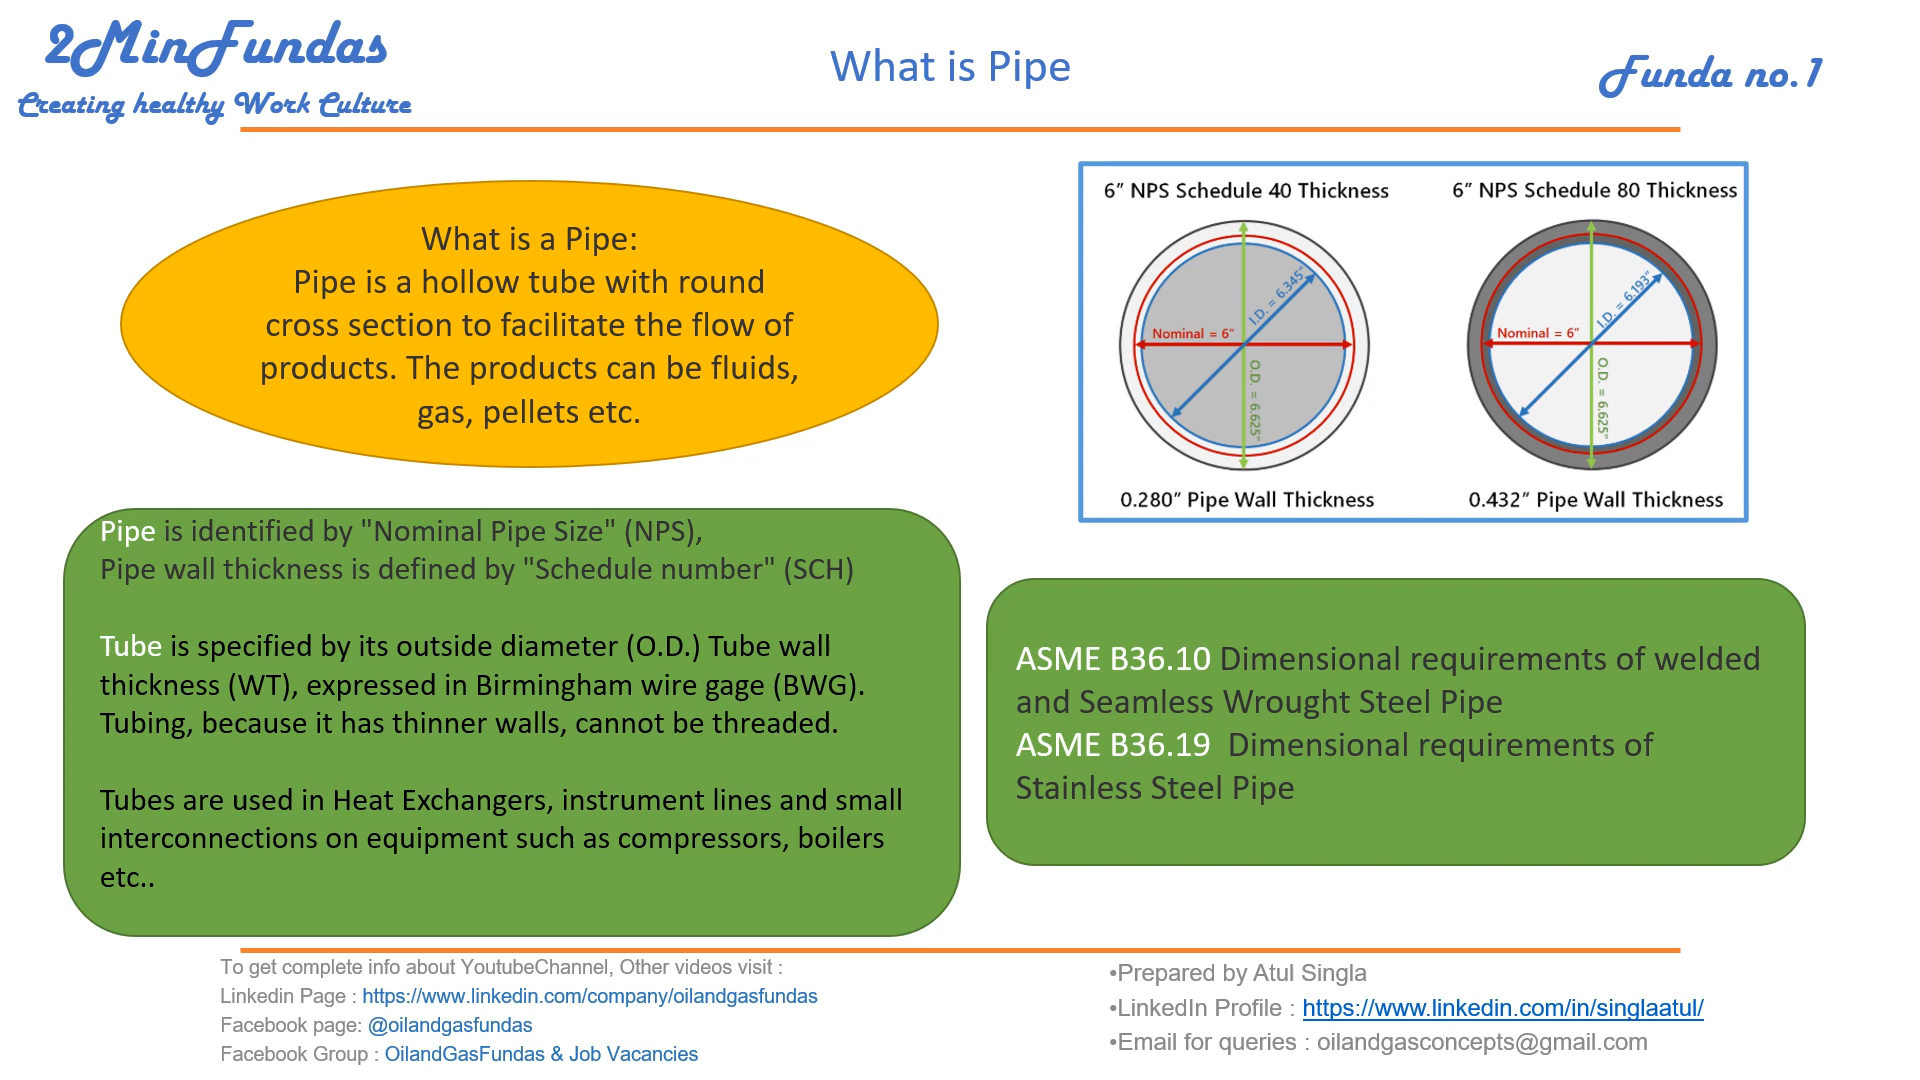 2MinFundas
Creating healthy Work Culture
What is Pipe
Funda no.1
What is a Pipe:
Pipe is a hollow tube with round
cross section to facilitate the flow of
products. The products can be fluids,
gas, pellets etc.
6” NPS Schedule 40 Thickness
6” NPS Schedule 80 Thickness
I.D. = 6.345”
Nominal = 6”
O.D. = 6.625”
I.D. = 6.193”
Nominal = 6”
O.D. = 6.625”
0.280” Pipe Wall Thickness
0.432” Pipe Wall Thickness
Pipe is identified by "Nominal Pipe Size" (NPS),
Pipe wall thickness is defined by "Schedule number" (SCH)
Tube is specified by its outside diameter (O.D.) Tube wall
thickness (WT), expressed in Birmingham wire gage (BWG).
Tubing, because it has thinner walls, cannot be threaded.
Tubes are used in Heat Exchangers, instrument lines and small
interconnections on equipment such as compressors, boilers
etc..
ASME B36.10 Dimensional requirements of welded
and Seamless Wrought Steel Pipe
ASME B36.19 Dimensional requirements of
Stainless Steel Pipe
To get complete info about YoutubeChannel, Other videos visit :
Linkedin Page : https://www.linkedin.com/company/oilandgasfundas
Facebook page: @oilandgasfundas
Facebook Group : OilandGasFundas & Job Vacancies
•Prepared by Atul Singla
•LinkedIn Profile : https://www.linkedin.com/in/singlaatul/
•Email for queries : oilandgasconcepts@gmail.com